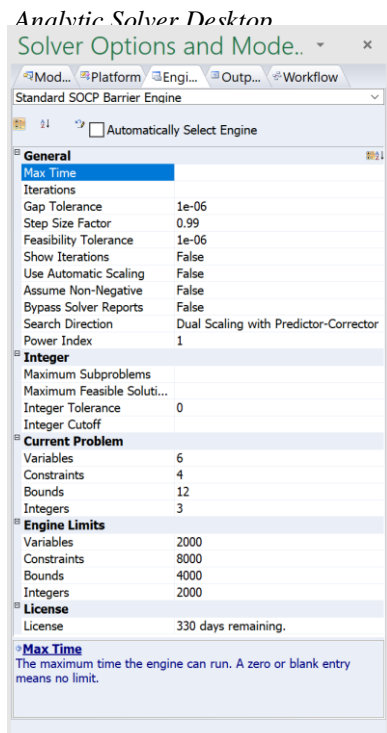 Analytic Solver Desktop
Solver Options and Mode..
Mod... Platform Engi... Outp... Workflow
Standard SOCP Barrier Engine
Automatically Select Engine
General
Max Time
Iterations
Gap Tolerance 1e-06
Step Size Factor 0.99
Feasibility Tolerance 1e-06
Show Iterations False
Use Automatic Scaling False
Assume Non-Negative False
Bypass Solver Reports False
Search Direction Dual Scaling with Predictor-Corrector
Power Index 1
Integer
Maximum Subproblems
Maximum Feasible Soluti...
Integer Tolerance 0
Integer Cutoff
Current Problem
Variables 6
Constraints 4
Bounds 12
Integers 3
Engine Limits
Variables 2000
Constraints 8000
Bounds 4000
Integers 2000
License
License 330 days remaining.
Max Time
The maximum time the engine can run. A zero or blank entry
means no limit.